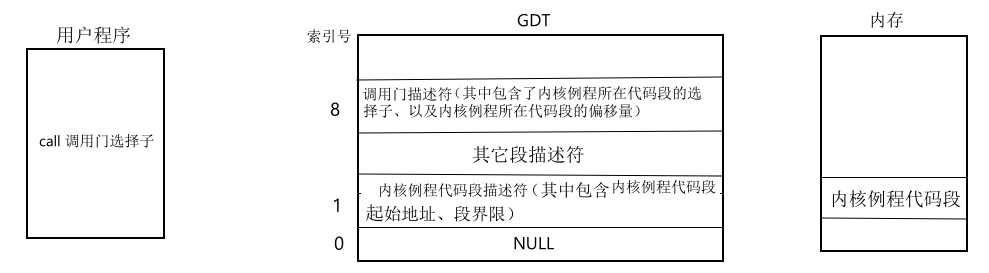 用户程序
call 调用门选择子
GDT
索引号
8
调用门描述符(其中包含了内核例程所在代码段的选
择子、以及内核例程所在代码段的偏移量)
其它段描述符
1
内核例程代码段描述符(其中包含内核例程代码段
起始地址、段界限)
0
NULL
内存
内核例程代码段